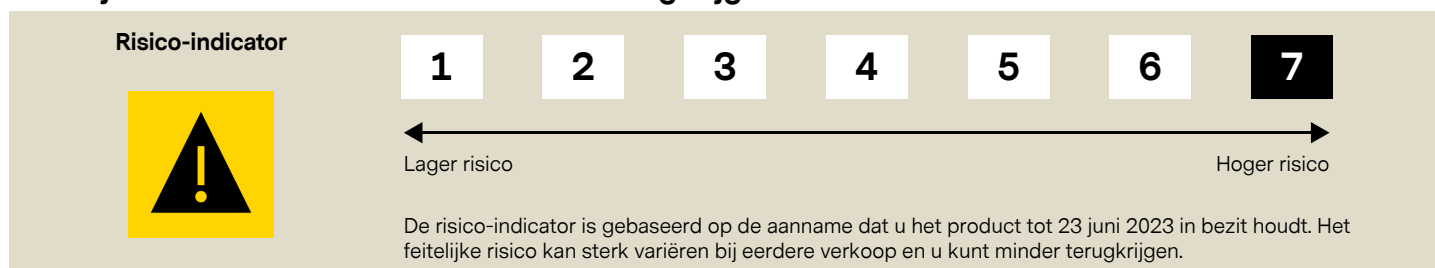 Risico-indicator
1 2 3 4 5 6 7
Lager risico Hoger risico
De risico-indicator is gebaseerd op de aanname dat u het product tot 23 juni 2023 in bezit houdt. Het
feitelijke risico kan sterk variëren bij eerdere verkoop en u kunt minder terugkrijgen.